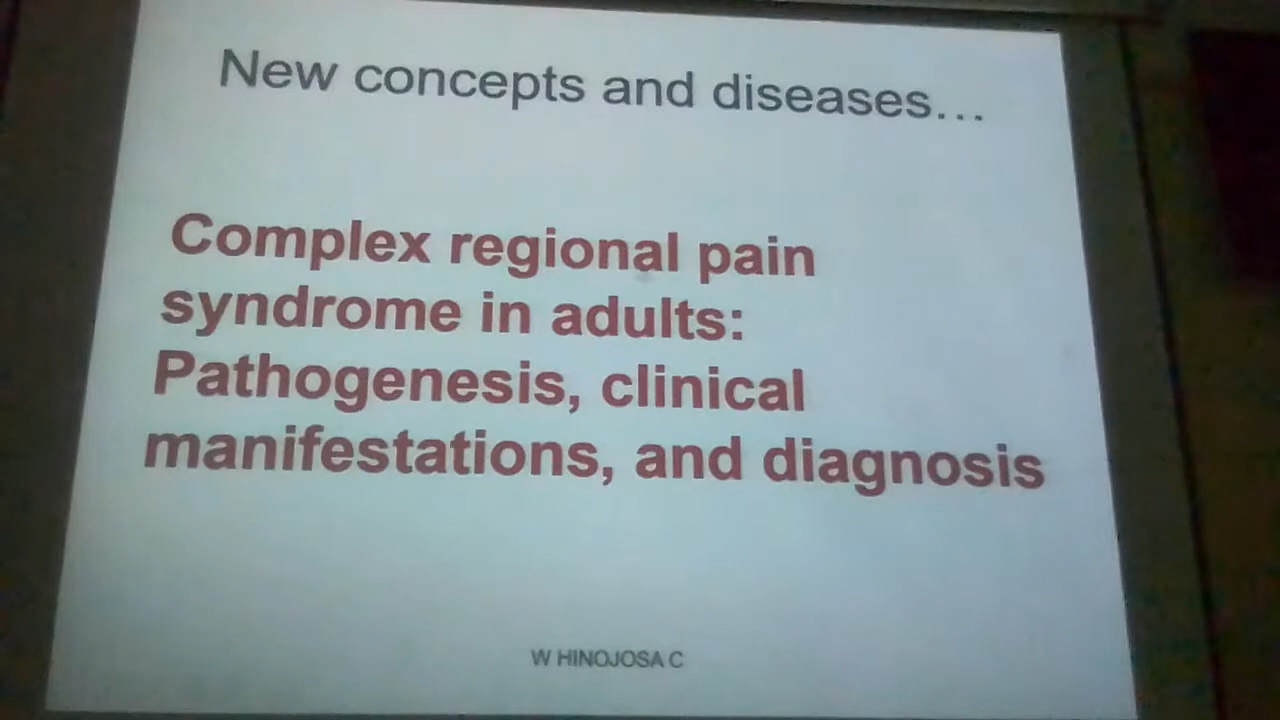 New concepts and diseases…
Complex regional pain
syndrome in adults:
Pathogenesis, clinical
manifestations, and diagnosis
W HINOJOSA C